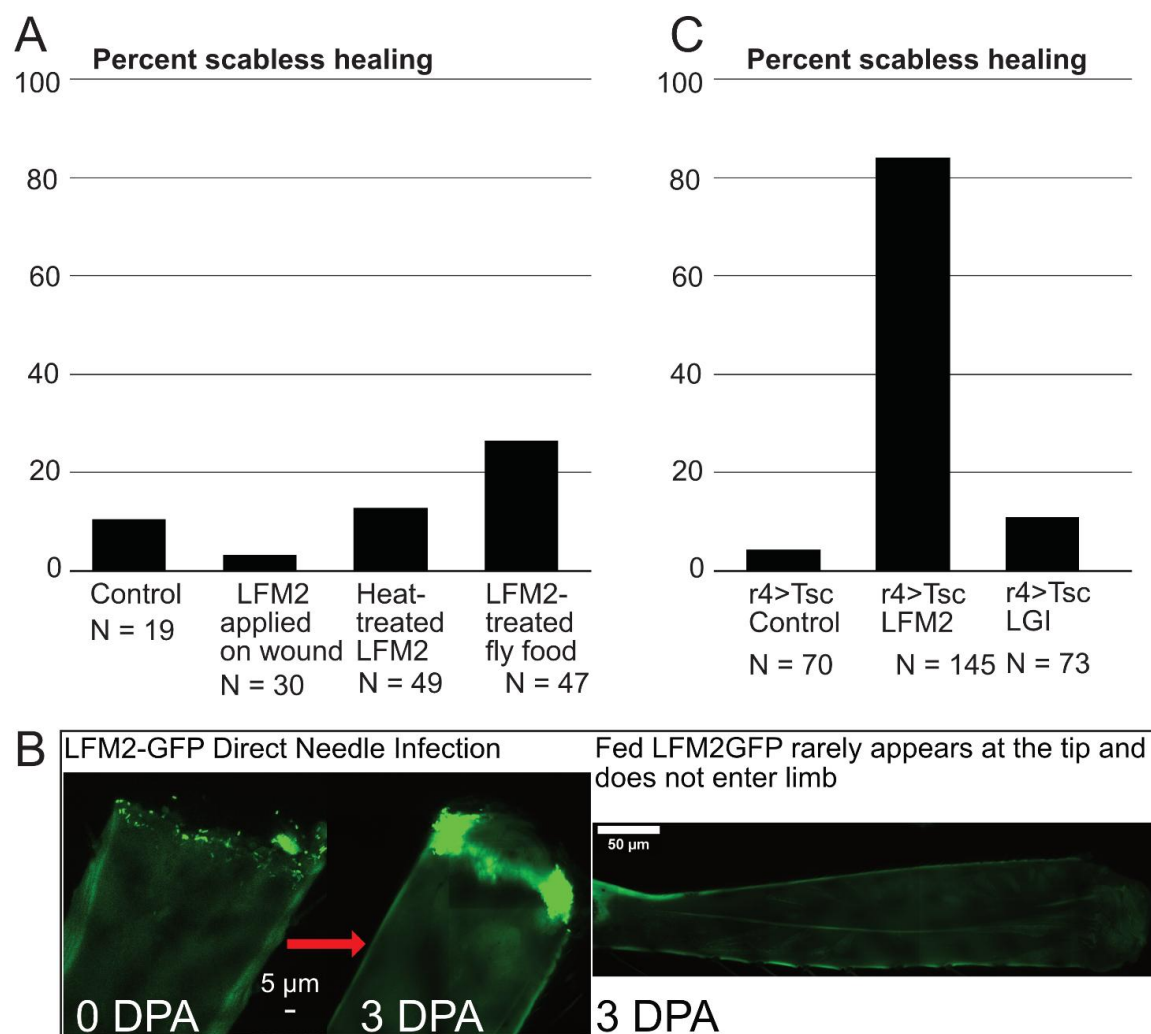 A
Percent scabless healing
100
80
60
40
20
0
Control
N = 19
LFM2
applied
on wound
N = 30
Heat-
treated
LFM2
N = 49
LFM2-
treated
fly food
N = 47
C
Percent scabless healing
100
80
60
40
20
0
r4>Tsc
Control
N = 70
r4>Tsc
LFM2
N = 145
r4>Tsc
LGI
N = 73
B
LFM2-GFP Direct Needle Infection
0 DPA
5 μm
3 DPA
Fed LFM2GFP rarely appears at the tip and
does not enter limb
50 μm
3 DPA